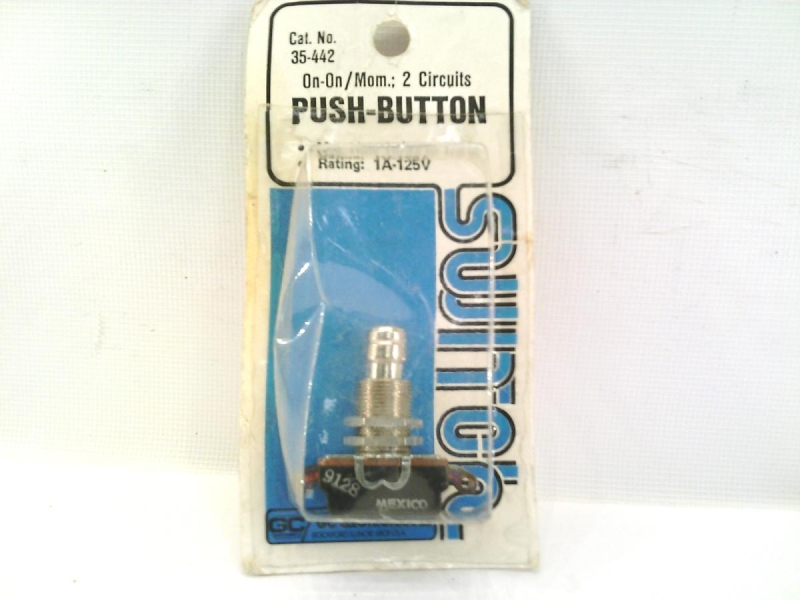 Cat. No.
35-442
On-On/Mom.; 2 Circuits
PUSH-BUTTON
• Rating: 1A-125V
SWITCH
9128
MEXICO
GC